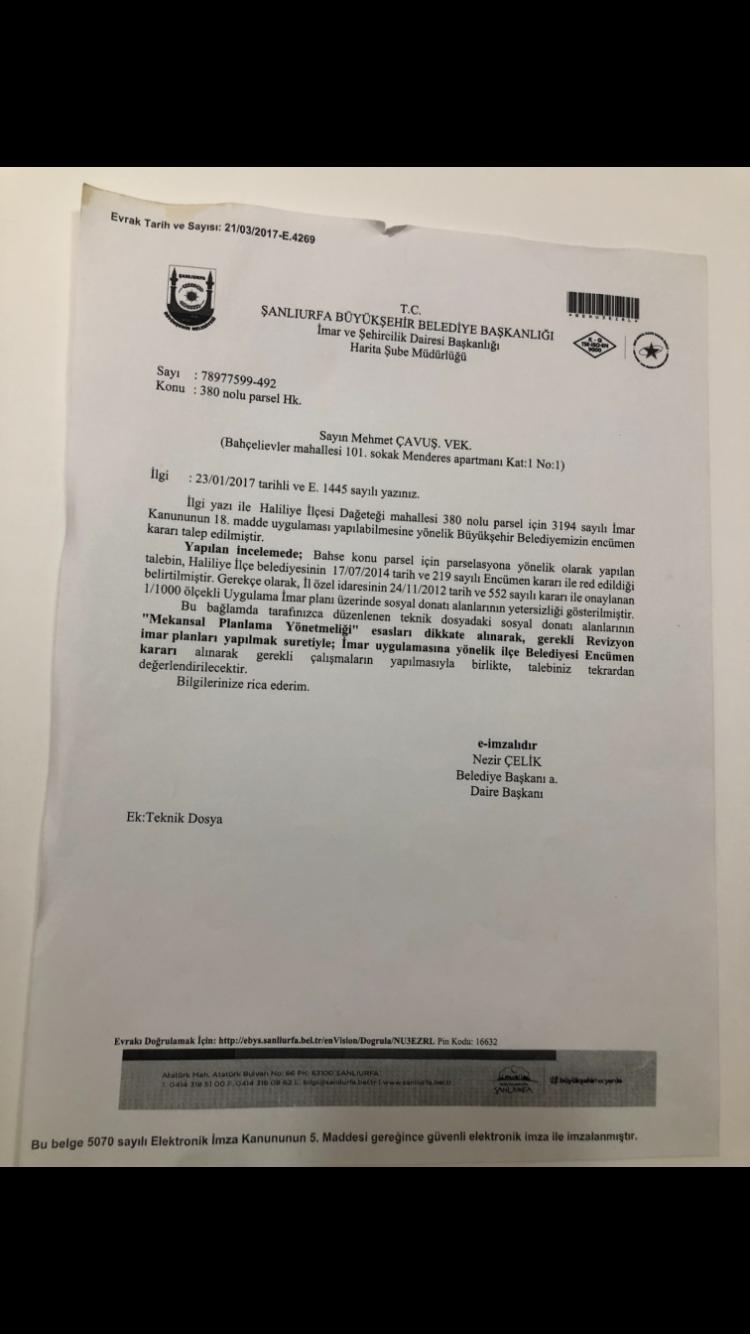 Evrak Tarih ve Sayısı: 21/03/2017-E.4269
ŞANLIURFA
T.C.
ŞANLIURFA BÜYÜKŞEHİR BELEDİYE BAŞKANLIĞI
İmar ve Şehircilik Dairesi Başkanlığı
Harita Şube Müdürlüğü
Sayı : 78977599-492
Konu : 380 nolu parsel Hk.
Sayın Mehmet ÇAVUŞ. VEK.
(Bahçelievler mahallesi 101. sokak Menderes apartmanı Kat:1 No:1)
İlgi : 23/01/2017 tarihli ve E. 1445 sayılı yazınız.
İlgi yazı ile Haliliye İlçesi Dağeteği mahallesi 380 nolu parsel için 3194 sayılı İmar
Kanununun 18. madde uygulaması yapılabilmesine yönelik Büyükşehir Belediyemizin encümen
kararı talep edilmiştir.
Yapılan incelemede; Bahse konu parsel için parselasyona yönelik olarak yapılan
talebin, Haliliye İlçe belediyesinin 17/07/2014 tarih ve 219 sayılı Encümen kararı ile red edildiği
belirtilmiştir. Gerekçe olarak, İl özel idaresinin 24/11/2012 tarih ve 552 sayılı kararı ile onaylanan
1/1000 ölçekli Uygulama İmar planı üzerinde sosyal donatı alanlarının yetersizliği gösterilmiştir.
Bu bağlamda tarafınızca düzenlenen teknik dosyadaki sosyal donatı alanlarının
"Mekansal Planlama Yönetmeliği" esasları dikkate alınarak, gerekli Revizyon
imar planları yapılmak suretiyle; İmar uygulamasına yönelik ilçe Belediyesi Encümen
kararı alınarak gerekli çalışmaların yapılmasıyla birlikte, talebiniz tekrardan
değerlendirilecektir.
Bilgilerinize rica ederim.
e-imzalıdır
Nezir ÇELİK
Belediye Başkanı a.
Daire Başkanı
Ek:Teknik Dosya
Evrakı Doğrulamak İçin: http://ebys.sanliurfa.bel.tr/enVision/Dogrula/NU3EZRL Pin Kodu: 16632
Atatürk Mah. Atatürk Bulvarı No: 66 PK: 63100 ŞANLIURFA
ŞANLIURFA
Bu belge 5070 sayılı Elektronik İmza Kanununun 5. Maddesi gereğince güvenli elektronik imza ile imzalanmıştır.